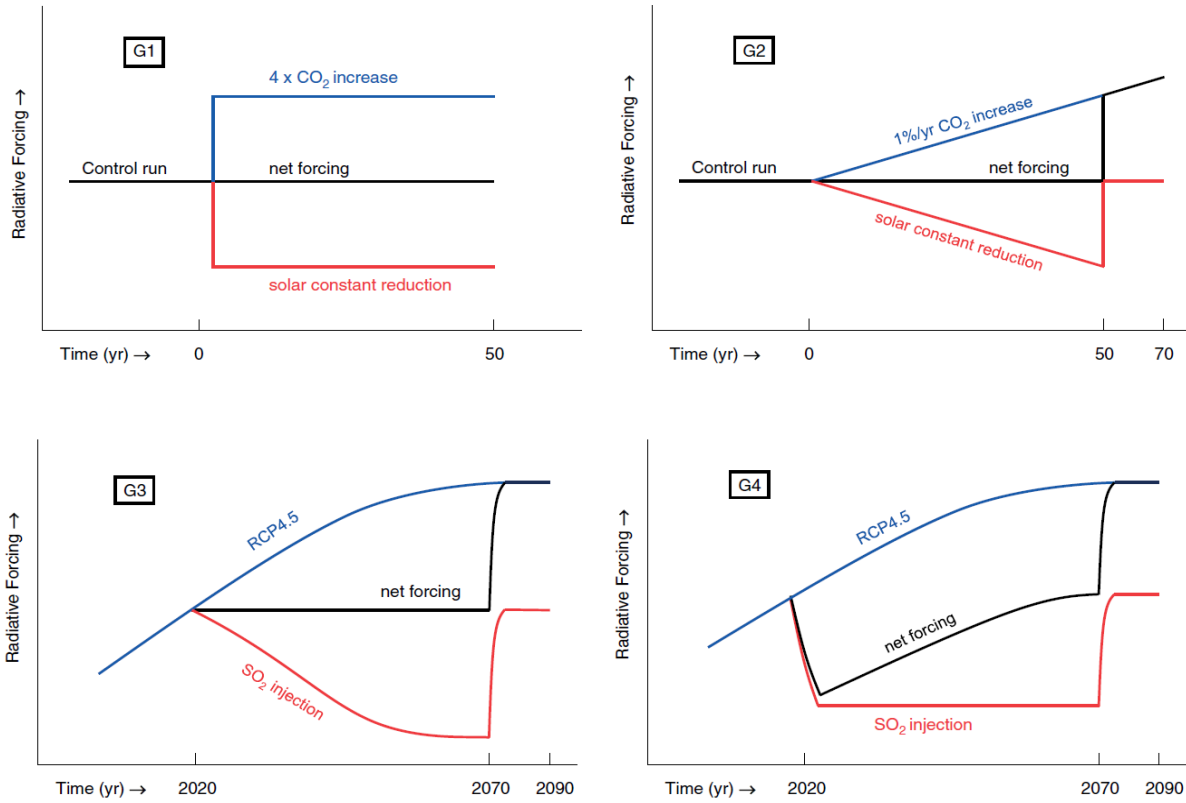 G1
4 x CO₂ increase
Control run
net forcing
solar constant reduction
Radiative Forcing →
Time (yr) →
0
50
G2
1%/yr CO₂ increase
Control run
net forcing
solar constant reduction
Radiative Forcing →
Time (yr) →
0
50
70
G3
RCP4.5
net forcing
SO₂ injection
Radiative Forcing →
Time (yr) →
2020
2070
2090
G4
RCP4.5
net forcing
SO₂ injection
Radiative Forcing →
Time (yr) →
2020
2070
2090